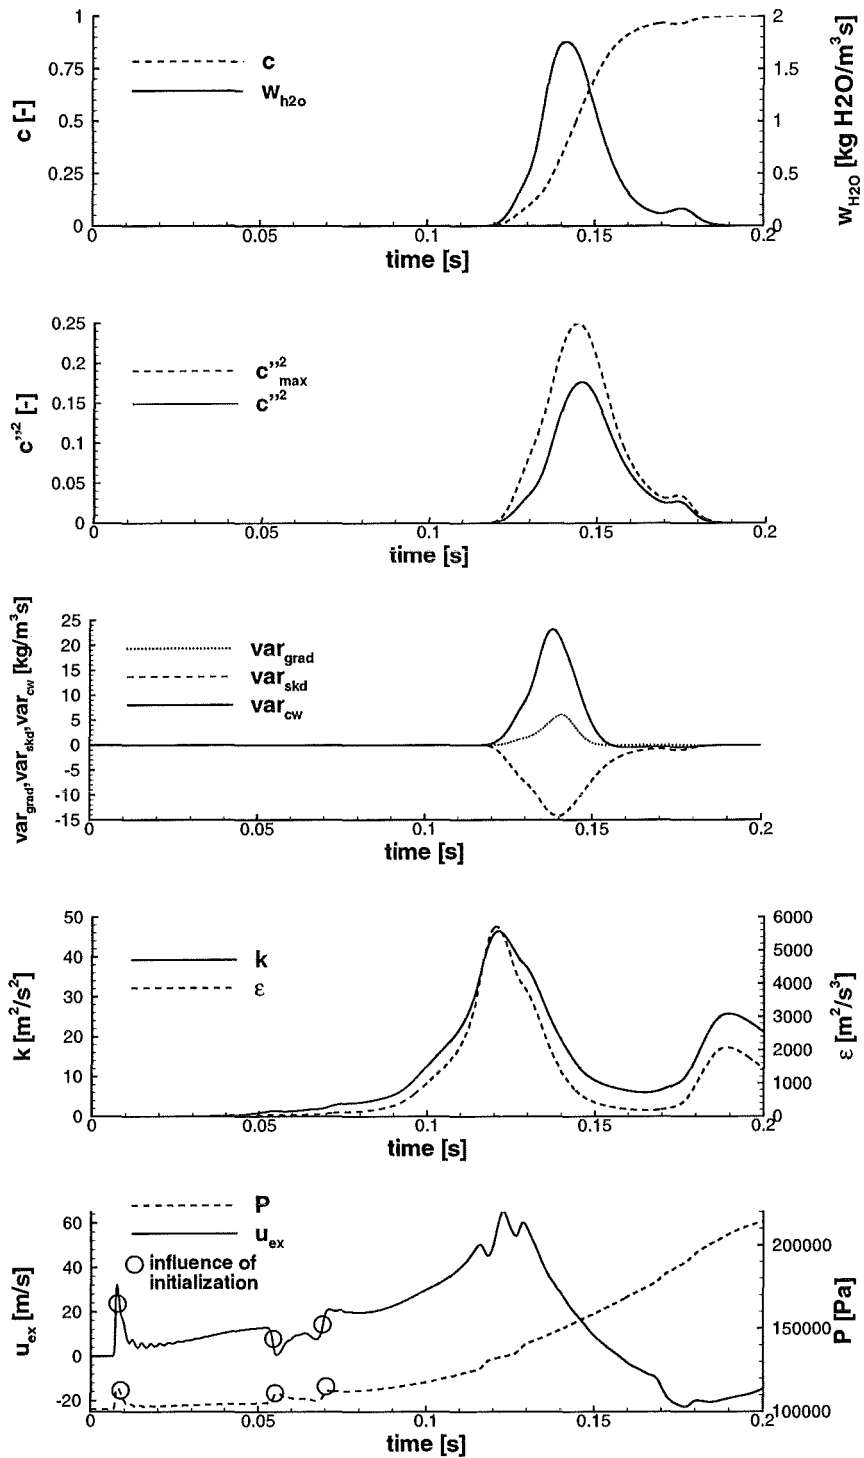 c [-]
1
0.75
0.5
0.25
0
c
w_h2o
2
1.5
1
0.5
0
w_H2O [kg H2O/m³s]
0 0.05 0.1 0.15 0.2
time [s]
c"² [-]
0.25
0.2
0.15
0.1
0.05
0
c"²_max
c"²
0 0.05 0.1 0.15 0.2
time [s]
var_grad,var_skd,var_cw [kg/m³s]
25
20
15
10
5
0
-5
-10
-15
var_grad
var_skd
var_cw
0 0.05 0.1 0.15 0.2
time [s]
k [m²/s²]
50
40
30
20
10
0
k
ε
6000
5000
4000
3000
2000
1000
0
ε [m²/s³]
0 0.05 0.1 0.15 0.2
time [s]
u_ex [m/s]
60
40
20
0
-20
P
u_ex
influence of
initialization
200000
150000
100000
P [Pa]
0 0.05 0.1 0.15 0.2
time [s]